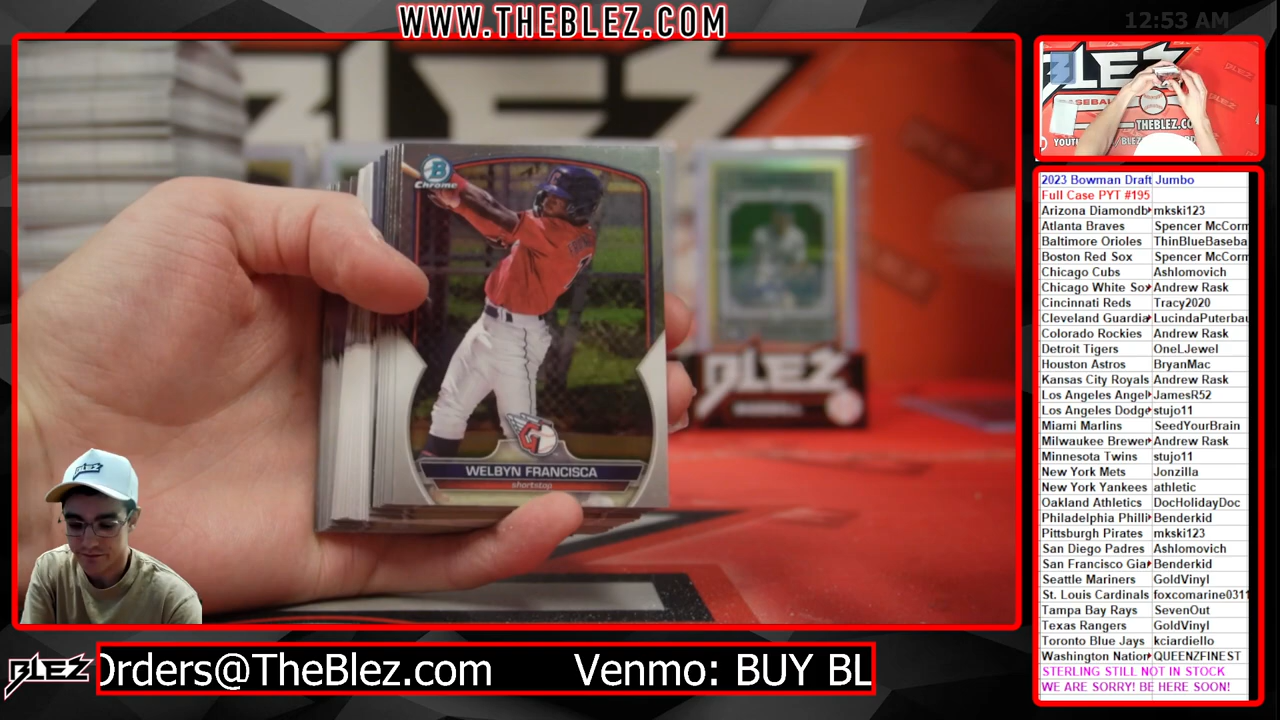 WWW.THEBLEZ.COM
12:53 AM
B
Chrome
WELBYN FRANCISCA
shortstop
BLEZ
BLEZ
BASEBALL
THEBLEZ.CO
2023 Bowman Draft Jumbo
Full Case PYT #195
Arizona Diamondb mkski123
Atlanta Braves Spencer McCorm
Baltimore Orioles ThinBlueBaseba
Boston Red Sox Spencer McCorm
Chicago Cubs Ashlomovich
Chicago White Sox Andrew Rask
Cincinnati Reds Tracy2020
Cleveland Guardia LucindaPuterbau
Colorado Rockies Andrew Rask
Detroit Tigers OneLJewel
Houston Astros BryanMac
Kansas City Royals Andrew Rask
Los Angeles Angel JamesR52
Los Angeles Dodge stujo11
Miami Marlins SeedYourBrain
Milwaukee Brewer Andrew Rask
Minnesota Twins stujo11
New York Mets Jonzilla
New York Yankees athletic
Oakland Athletics DocHolidayDoc
Philadelphia Philli Benderkid
Pittsburgh Pirates mkski123
San Diego Padres Ashlomovich
San Francisco Gia Benderkid
Seattle Mariners GoldVinyl
St. Louis Cardinals foxcomarine0311
Tampa Bay Rays SevenOut
Texas Rangers GoldVinyl
Toronto Blue Jays kciardiello
Washington Nation QUEENZFINEST
STERLING STILL NOT IN STOCK
WE ARE SORRY! BE HERE SOON!
BLEZ
Orders@TheBlez.com Venmo: BUY BL